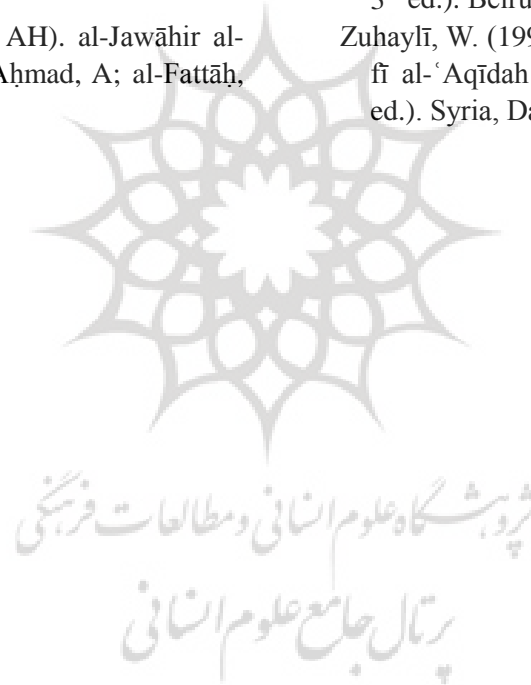 AH). al-Jawāhir al-
Aḥmad, A; al-Fattāḥ,
ed.). Beirut
Zuhaylī, W. (199
fī al-ʿAqīdah
ed.). Syria, Da
پژوهشگاه علوم انسانی و مطالعات فرهنگی
پرتال جامع علوم انسانی